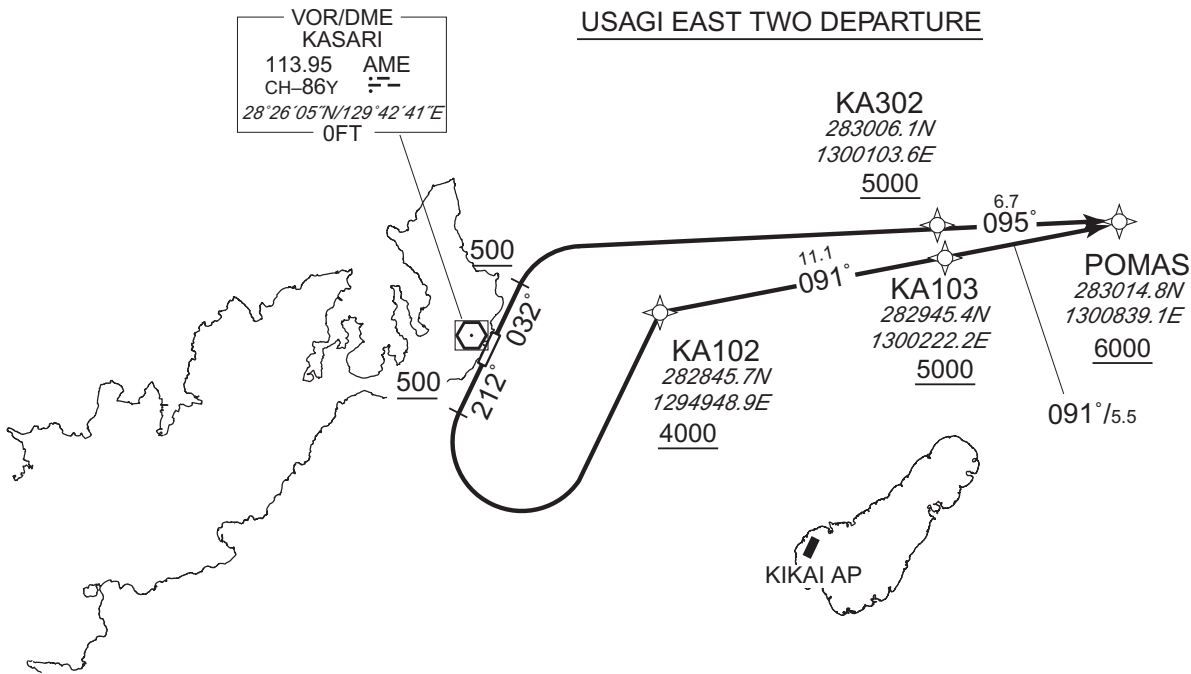 USAGI EAST TWO DEPARTURE
VOR/DME
KASARI
113.95 AME
CH–86Y
28°26´05˝N/129°42´41˝E
0FT
500
032°
500
212°
KA302
283006.1N
1300103.6E
5000
6.7
095°
11.1
091°
POMAS
283014.8N
1300839.1E
6000
KA103
282945.4N
1300222.2E
5000
091°/5.5
KA102
282845.7N
1294948.9E
4000
KIKAI AP